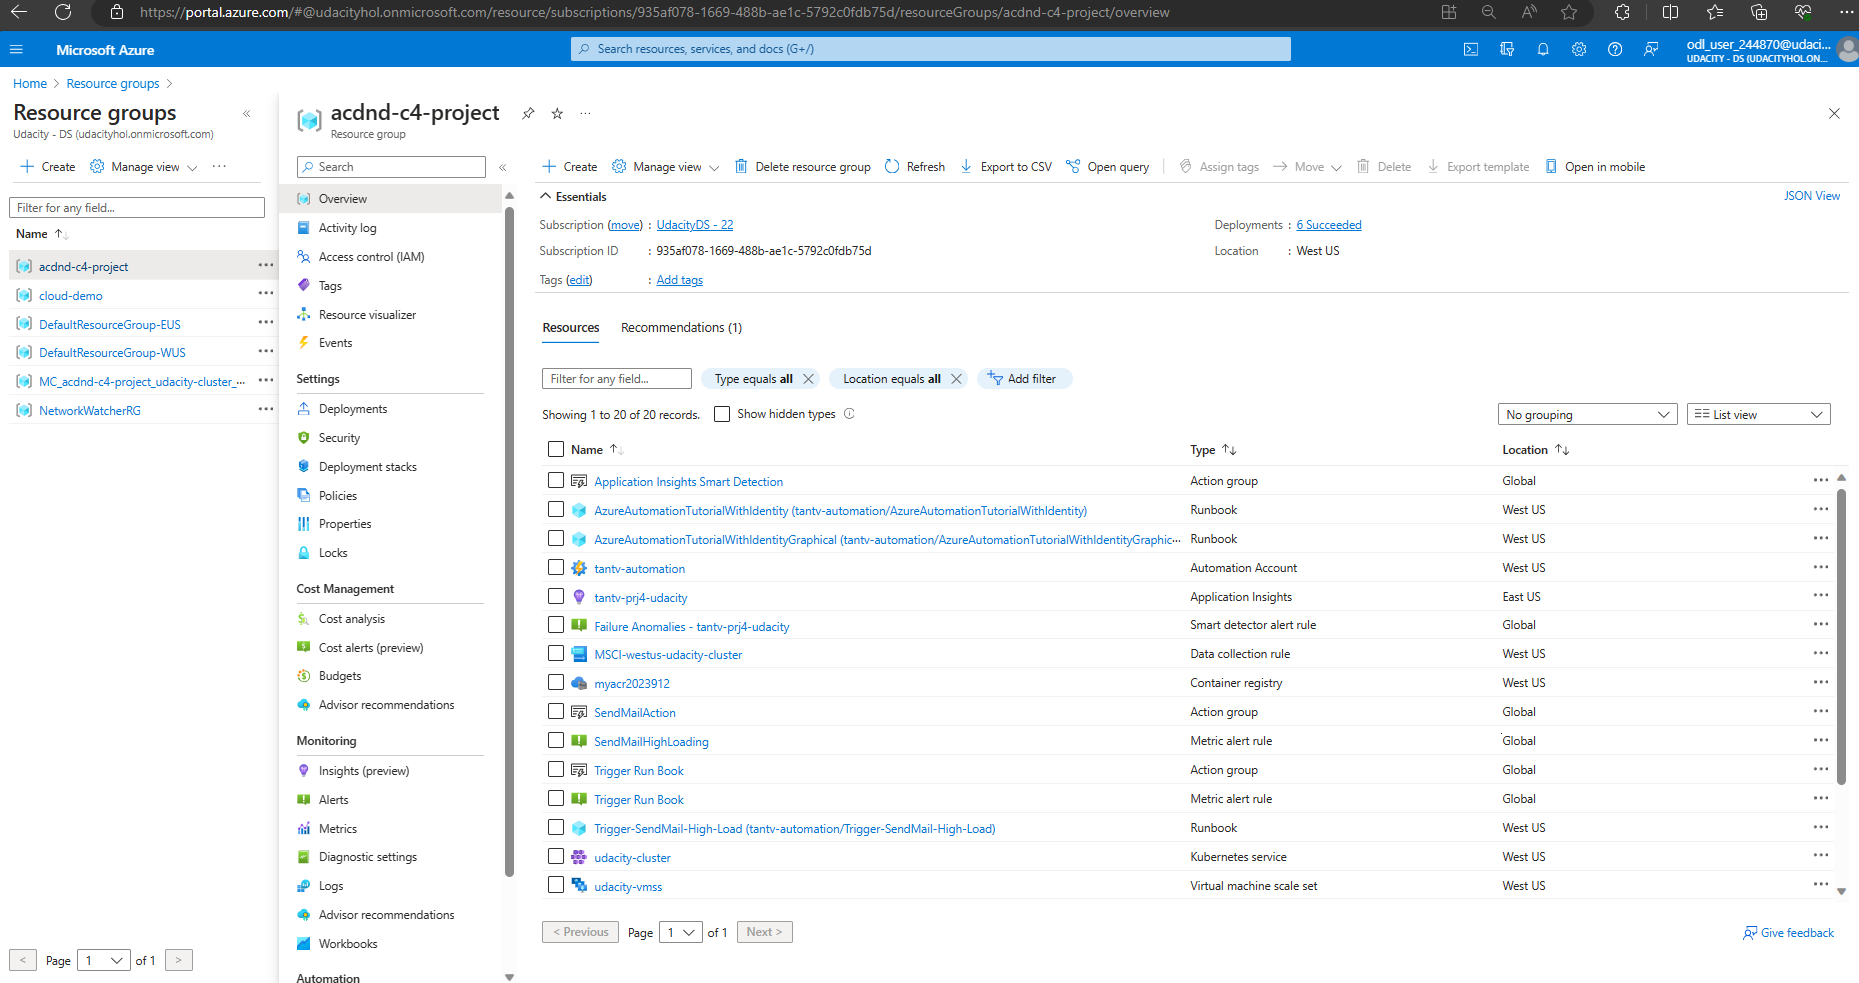 https://portal.azure.com/#@udacityhol.onmicrosoft.com/resource/subscriptions/935af078-1669-488b-ae1c-5792c0fdb75d/resourceGroups/acdnd-c4-project/overview
Microsoft Azure
Search resources, services, and docs (G+/)
odl_user_244870@udaci...
UDACITY - DS (UDACITYHOL.ON...
Home > Resource groups >
Resource groups
Udacity - DS (udacityhol.onmicrosoft.com)
Create
Manage view
Filter for any field...
Name
acdnd-c4-project
cloud-demo
DefaultResourceGroup-EUS
DefaultResourceGroup-WUS
MC_acdnd-c4-project_udacity-cluster_...
NetworkWatcherRG
< Page 1 of 1 >
acdnd-c4-project
Resource group
Search
Overview
Activity log
Access control (IAM)
Tags
Resource visualizer
Events
Settings
Deployments
Security
Deployment stacks
Policies
Properties
Locks
Cost Management
Cost analysis
Cost alerts (preview)
Budgets
Advisor recommendations
Monitoring
Insights (preview)
Alerts
Metrics
Diagnostic settings
Logs
Advisor recommendations
Workbooks
Automation
Create Manage view Delete resource group Refresh Export to CSV Open query Assign tags Move Delete Export template Open in mobile
Essentials
JSON View
Subscription (move) : UdacityDS - 22
Deployments : 6 Succeeded
Subscription ID : 935af078-1669-488b-ae1c-5792c0fdb75d
Location : West US
Tags (edit) : Add tags
Resources Recommendations (1)
Filter for any field... Type equals all Location equals all Add filter
Showing 1 to 20 of 20 records. Show hidden types
No grouping List view
Name Type Location
Application Insights Smart Detection Action group Global
AzureAutomationTutorialWithIdentity (tantv-automation/AzureAutomationTutorialWithIdentity) Runbook West US
AzureAutomationTutorialWithIdentityGraphical (tantv-automation/AzureAutomationTutorialWithIdentityGraphic... Runbook West US
tantv-automation Automation Account West US
tantv-prj4-udacity Application Insights East US
Failure Anomalies - tantv-prj4-udacity Smart detector alert rule Global
MSCI-westus-udacity-cluster Data collection rule West US
myacr2023912 Container registry West US
SendMailAction Action group Global
SendMailHighLoading Metric alert rule Global
Trigger Run Book Action group Global
Trigger Run Book Metric alert rule Global
Trigger-SendMail-High-Load (tantv-automation/Trigger-SendMail-High-Load) Runbook West US
udacity-cluster Kubernetes service West US
udacity-vmss Virtual machine scale set West US
< Previous Page 1 of 1 Next >
Give feedback